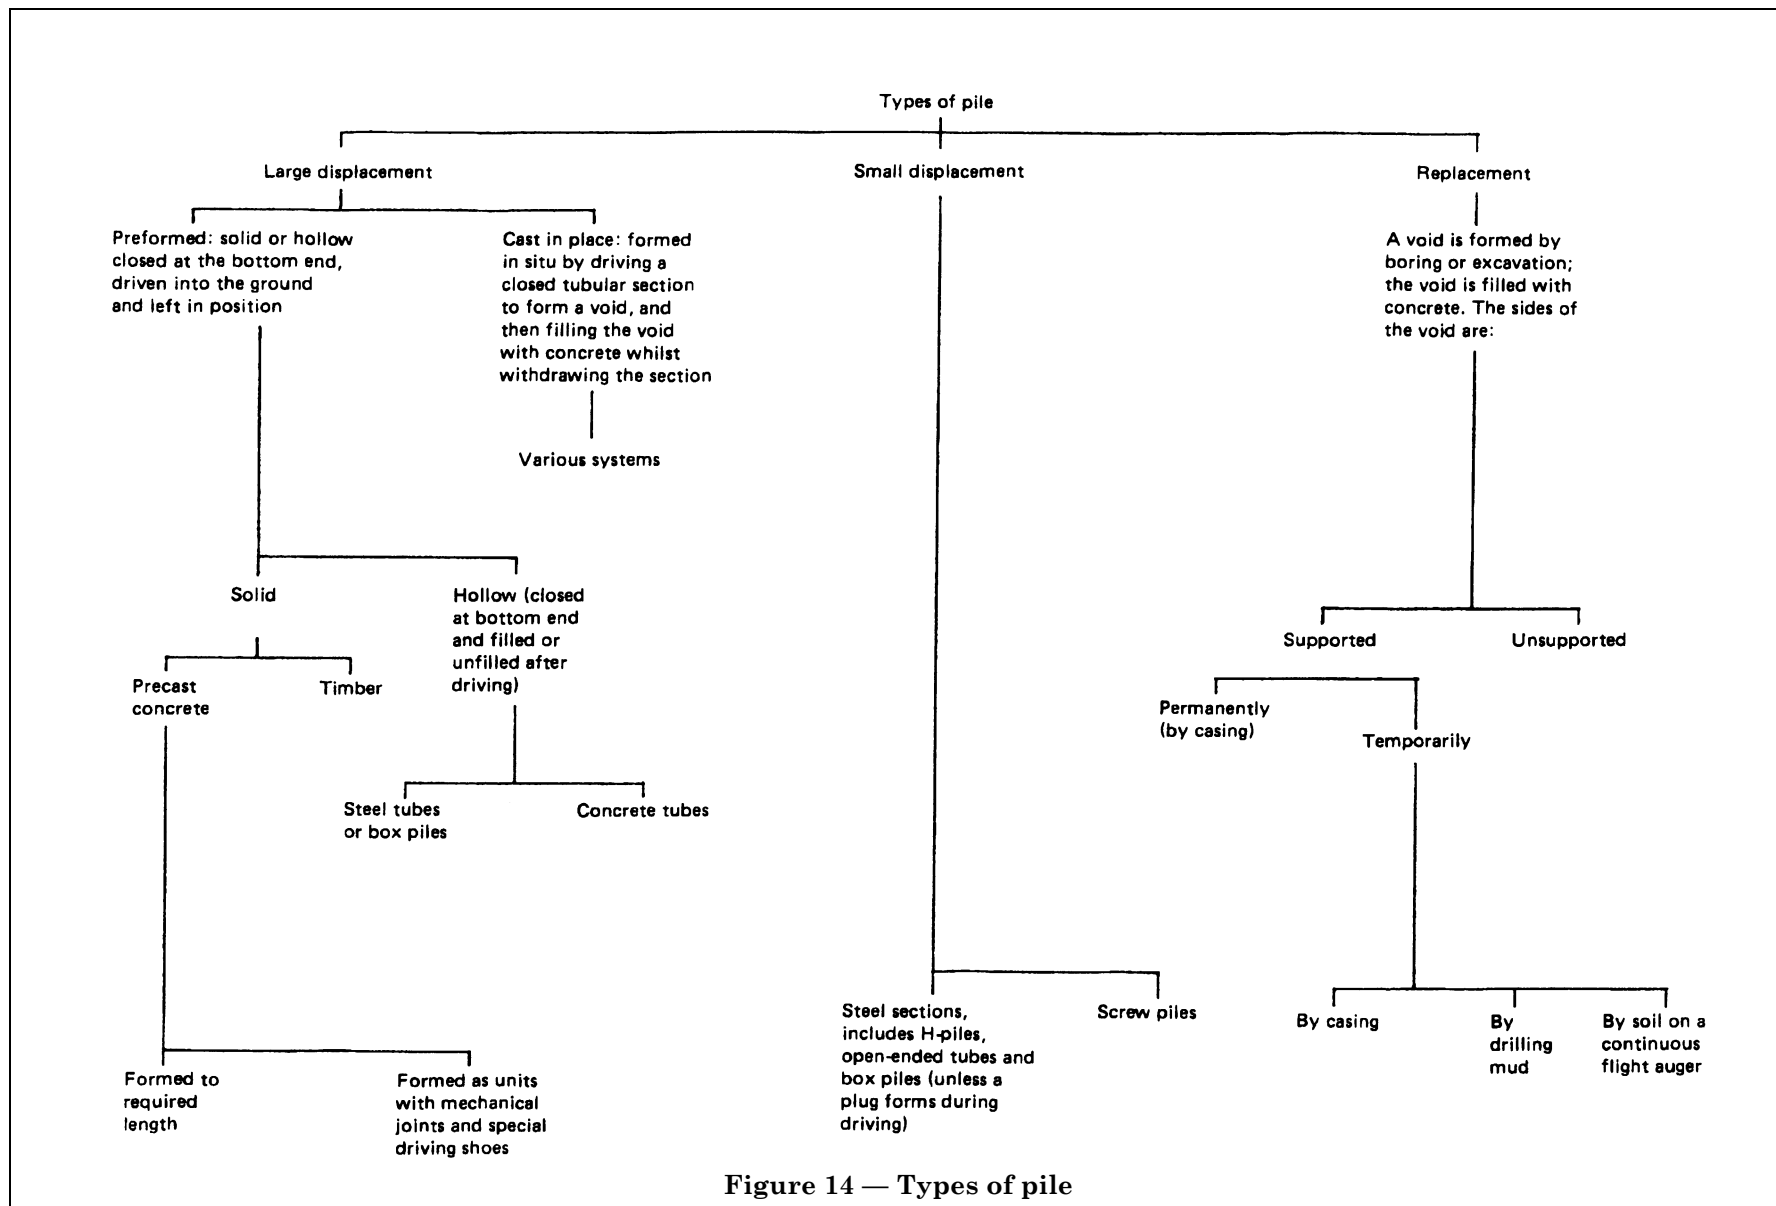 Types of pile
Large displacement
Small displacement
Replacement
Preformed: solid or hollow
closed at the bottom end,
driven into the ground
and left in position
Cast in place: formed
in situ by driving a
closed tubular section
to form a void, and
then filling the void
with concrete whilst
withdrawing the section
A void is formed by
boring or excavation;
the void is filled with
concrete. The sides of
the void are:
Various systems
Solid
Hollow (closed
at bottom end
and filled or
unfilled after
driving)
Supported
Unsupported
Precast
concrete
Timber
Permanently
(by casing)
Temporarily
Steel tubes
or box piles
Concrete tubes
Steel sections,
includes H-piles,
open-ended tubes and
box piles (unless a
plug forms during
driving)
Screw piles
By casing
By
drilling
mud
By soil on a
continuous
flight auger
Formed to
required
length
Formed as units
with mechanical
joints and special
driving shoes
Figure 14 — Types of pile